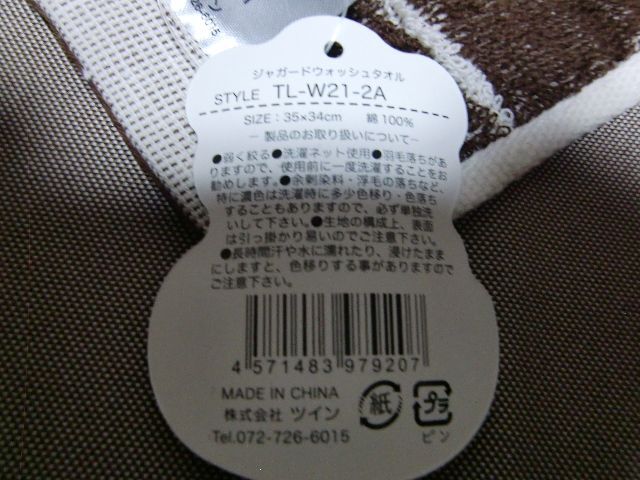 ジャガードウォッシュタオル
STYLE TL-W21-2A
SIZE: 35×34cm 綿100%
― 製品のお取り扱いについて ―
●弱く絞る●洗濯ネット使用●羽毛落ちがあ
りますので、使用前に一度洗濯することをお
勧めします。●余剰染料・浮毛の落ちなど、
特に濃色は洗濯時に多少色移り・色落ち
することもありますので、必ず単独洗
いして下さい。●生地の構成上、表面
は引っ掛かり易いのでご注意下さい。
●長時間汗や水に濡れたり、浸けたまま
にしますと、色移りする事がありますので
ご注意下さい。
4 571483 979207
MADE IN CHINA
株式会社 ツイン
Tel.072-726-6015
紙
プラ
ピン